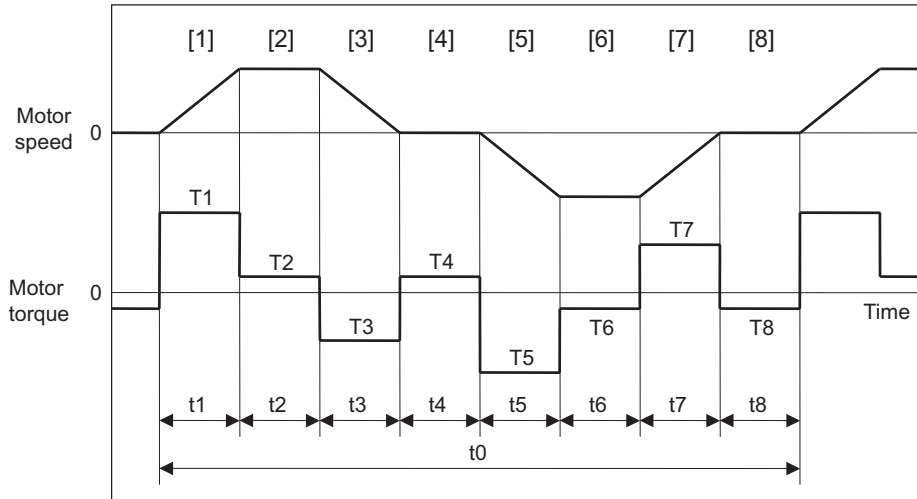 [1] [2] [3] [4] [5] [6] [7] [8]
Motor
speed
0
T1
T2
T3
T4
T5
T6
T7
T8
Motor
torque
0
Time
t1 t2 t3 t4 t5 t6 t7 t8
t0